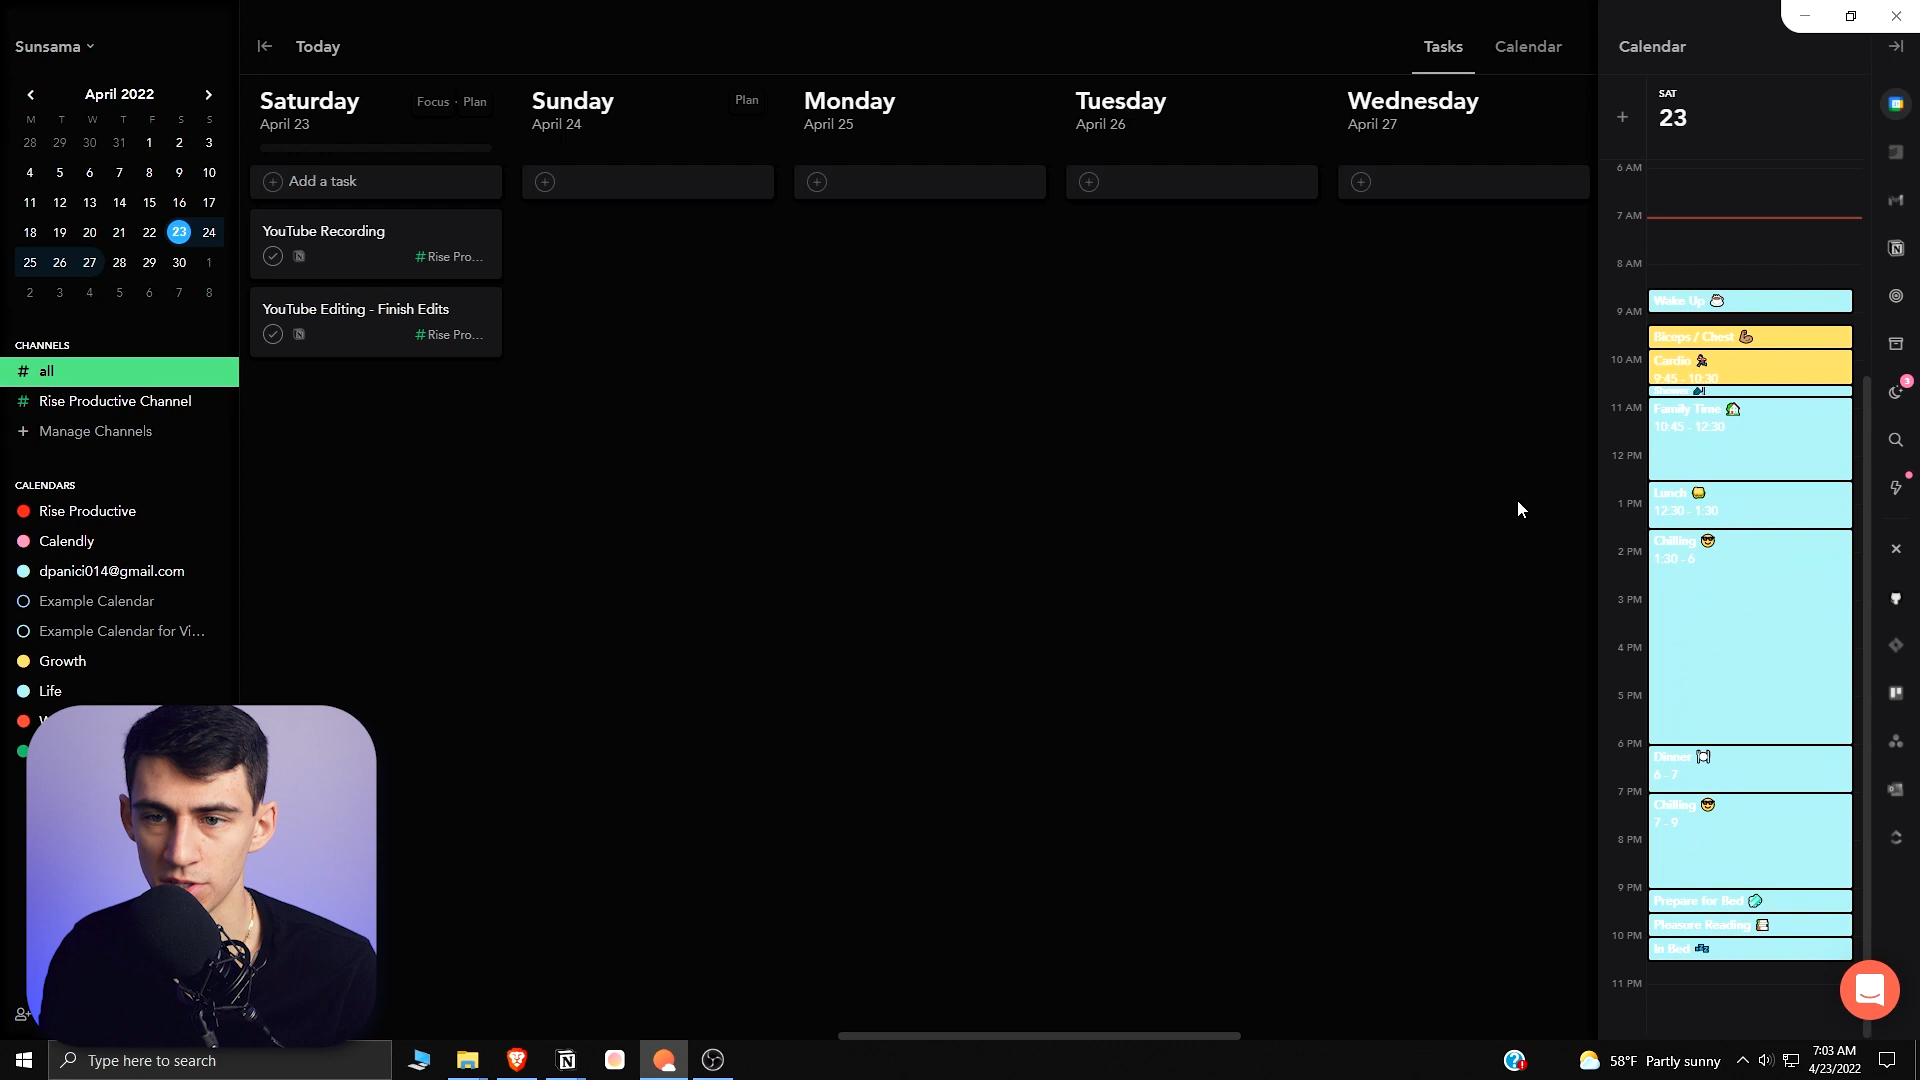 Sunsama
April 2022
M T W T F S S
28 29 30 31 1 2 3
4 5 6 7 8 9 10
11 12 13 14 15 16 17
18 19 20 21 22 23 24
25 26 27 28 29 30 1
2 3 4 5 6 7 8
CHANNELS
# all
# Rise Productive Channel
+ Manage Channels
CALENDARS
Rise Productive
Calendly
dpanici014@gmail.com
Example Calendar
Example Calendar for Vi...
Growth
Life
Today
Tasks
Calendar
Saturday
April 23
Focus · Plan
Add a task
YouTube Recording
#Rise Pro...
YouTube Editing - Finish Edits
#Rise Pro...
Sunday
April 24
Plan
Monday
April 25
Tuesday
April 26
Wednesday
April 27
Calendar
SAT
23
6 AM
7 AM
8 AM
Wake Up
9 AM
Biceps / Chest
10 AM
Cardio
9:45 - 10:30
Shower
11 AM
Family Time
10:45 - 12:30
12 PM
Lunch
1 PM
12:30 - 1:30
Chilling
2 PM
1:30 - 6
3 PM
4 PM
5 PM
6 PM
Dinner
6 - 7
7 PM
Chilling
7 - 9
8 PM
9 PM
Prepare for Bed
Pleasure Reading
10 PM
In Bed
11 PM
3
Type here to search
58°F Partly sunny
7:03 AM
4/23/2022